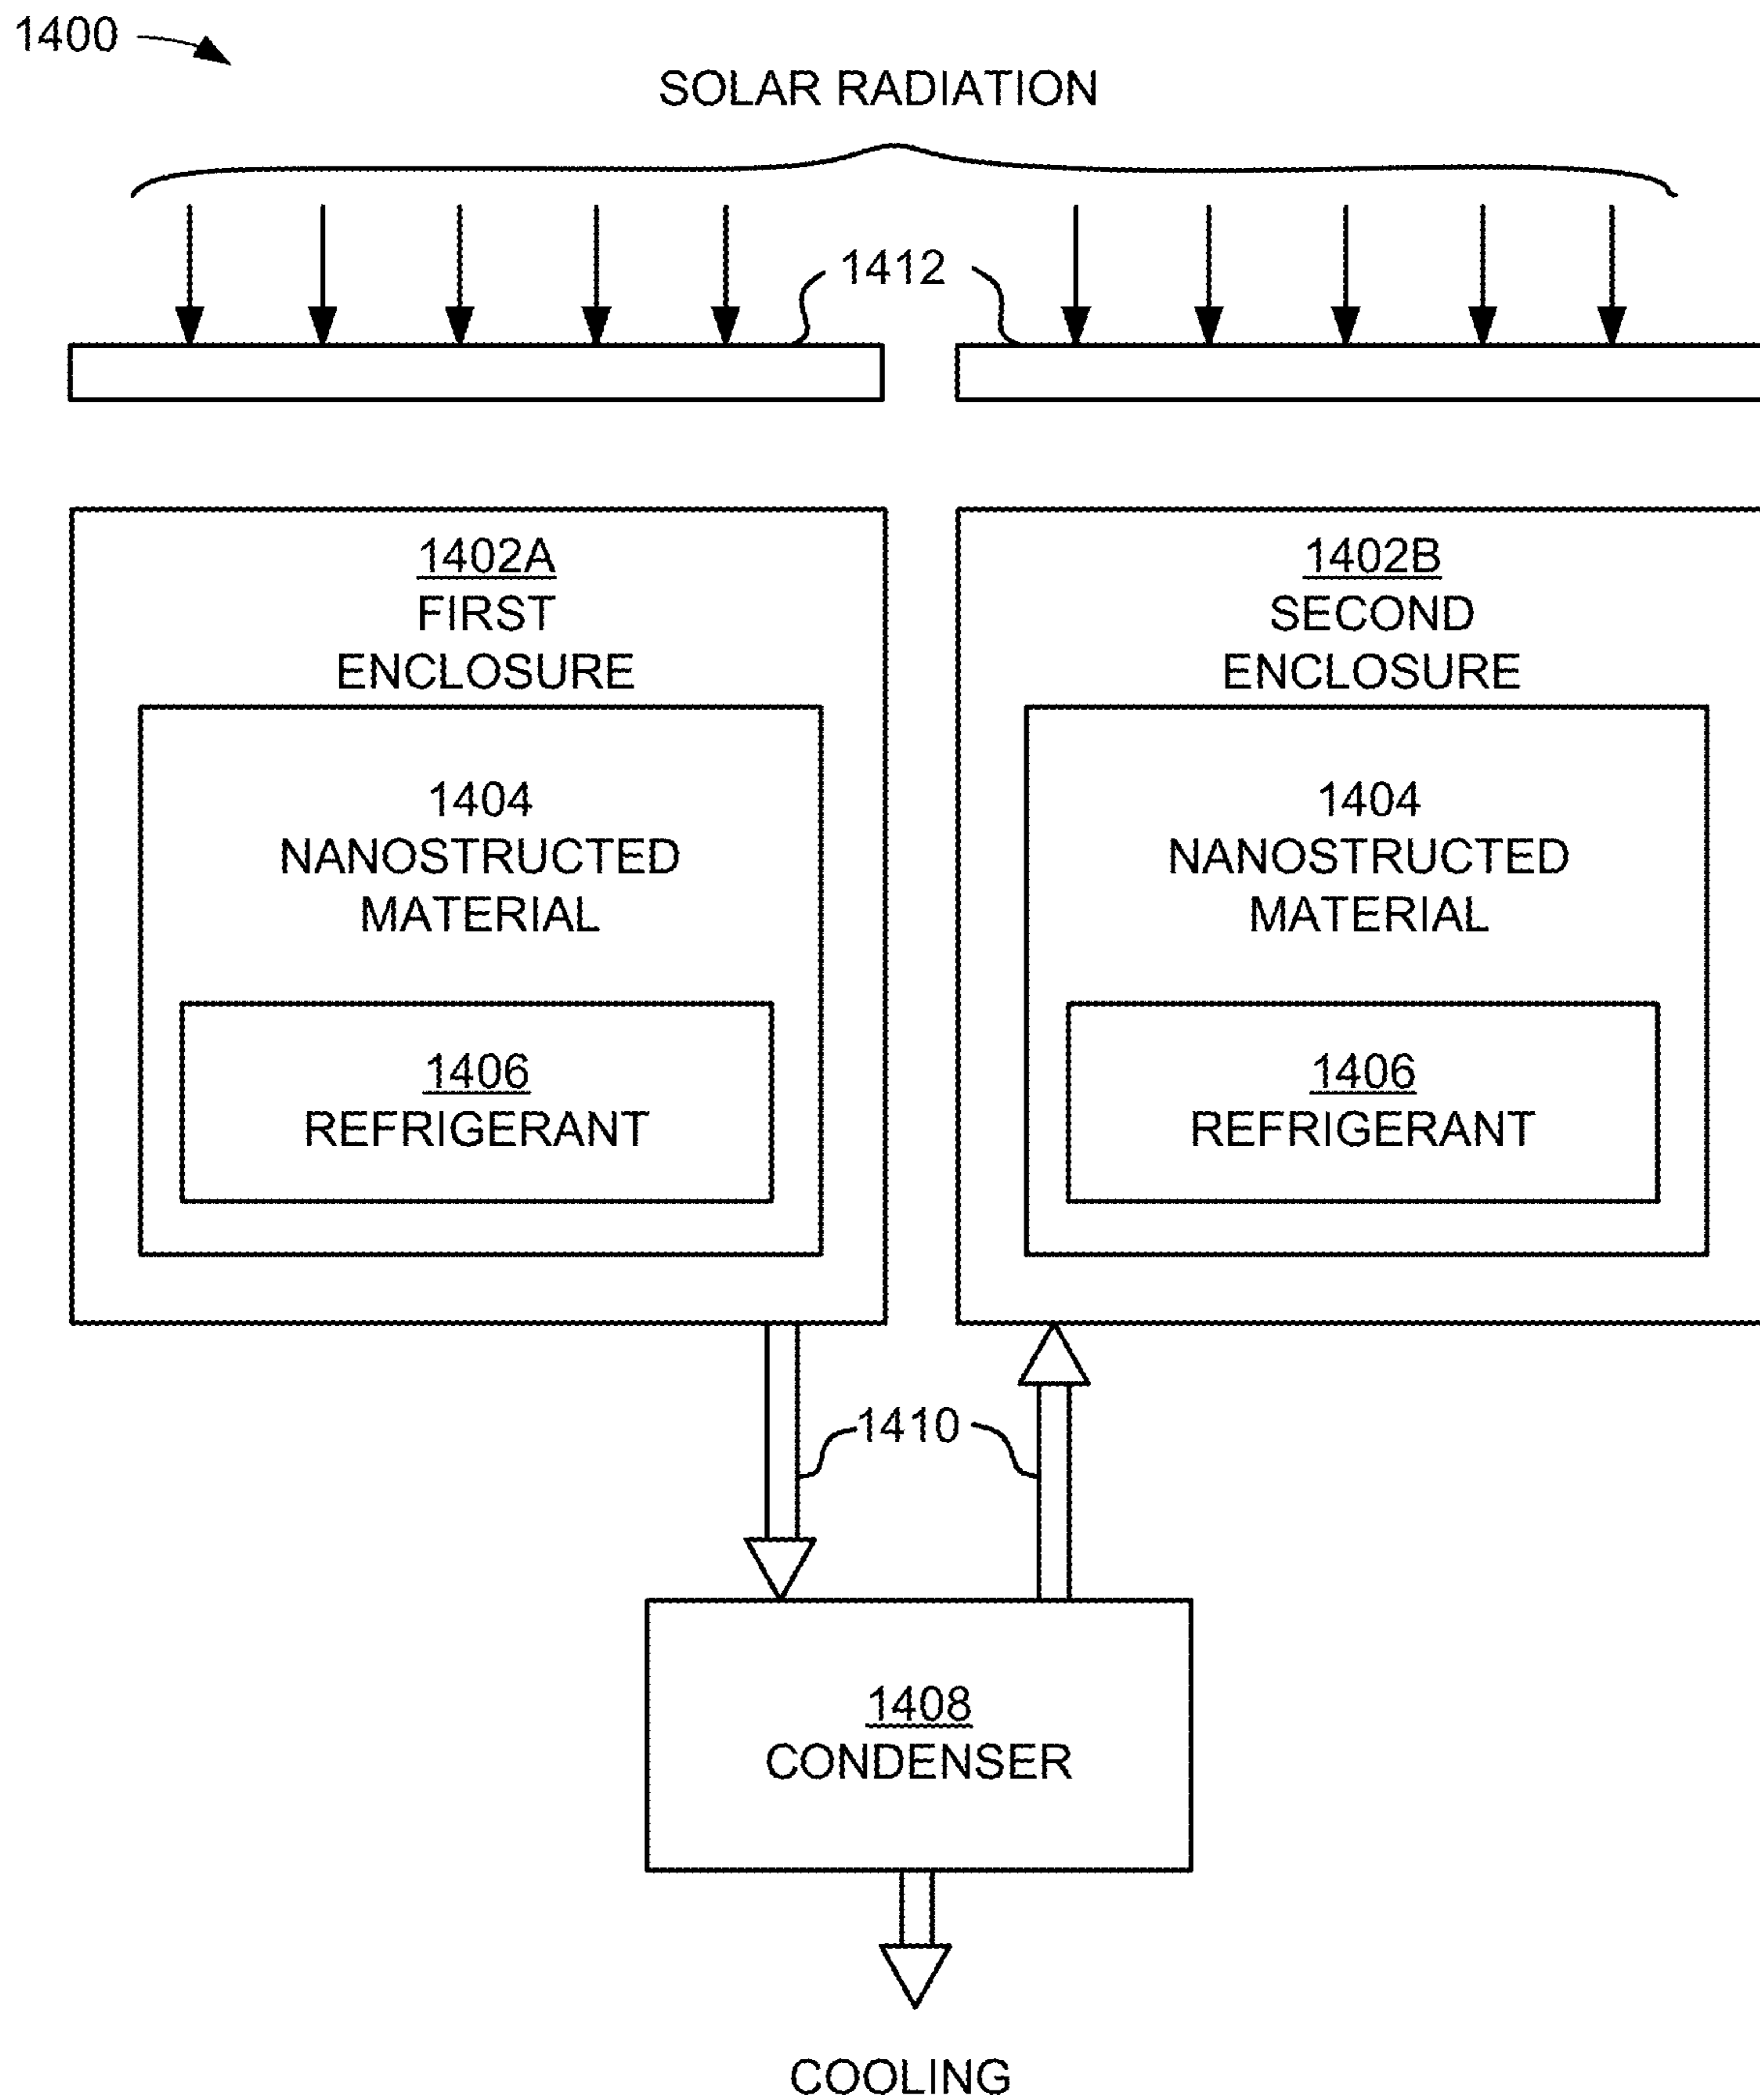 1400
SOLAR RADIATION
1412
1402A
FIRST
ENCLOSURE
1404
NANOSTRUCTED
MATERIAL
1406
REFRIGERANT
1402B
SECOND
ENCLOSURE
1404
NANOSTRUCTED
MATERIAL
1406
REFRIGERANT
1410
1408
CONDENSER
COOLING